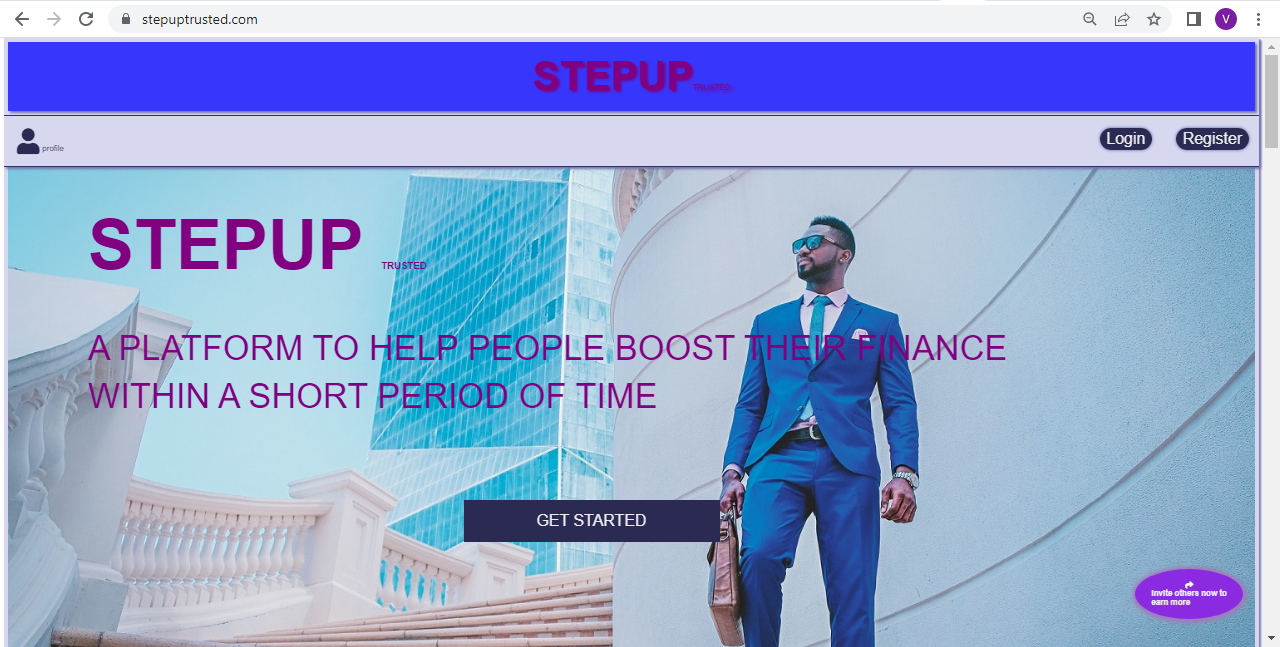 stepuptrusted.com
V
STEPUP TRUSTED
profile
Login
Register
STEPUP TRUSTED
A PLATFORM TO HELP PEOPLE BOOST THEIR FINANCE
WITHIN A SHORT PERIOD OF TIME
GET STARTED
Invite others now to
earn more